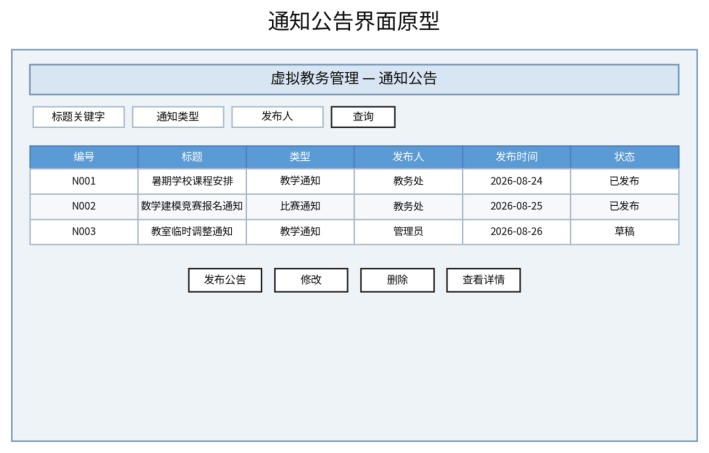 通知公告界面原型
虚拟教务管理 — 通知公告
标题关键字 通知类型 发布人 查询
编号 标题 类型 发布人 发布时间 状态
N001 暑期学校课程安排 教学通知 教务处 2026-08-24 已发布
N002 数学建模竞赛报名通知 比赛通知 教务处 2026-08-25 已发布
N003 教室临时调整通知 教学通知 管理员 2026-08-26 草稿
发布公告 修改 删除 查看详情